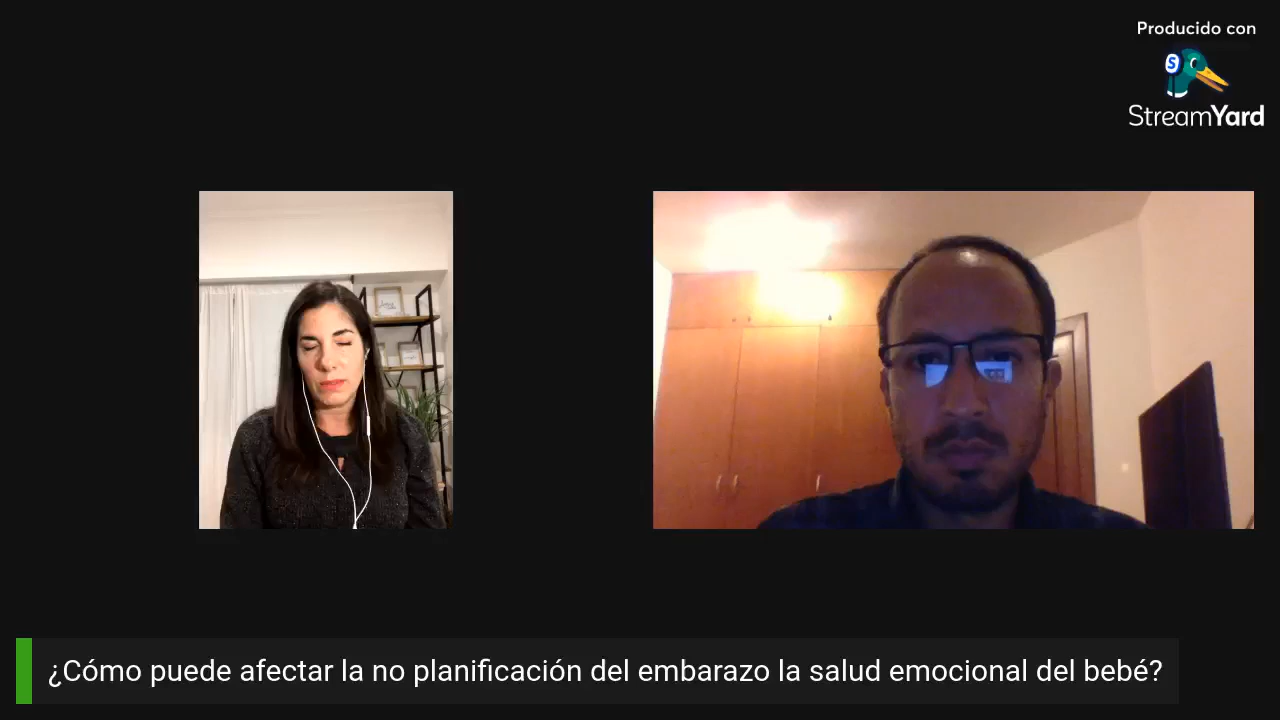 Producido con
S
StreamYard
¿Cómo puede afectar la no planificación del embarazo la salud emocional del bebé?